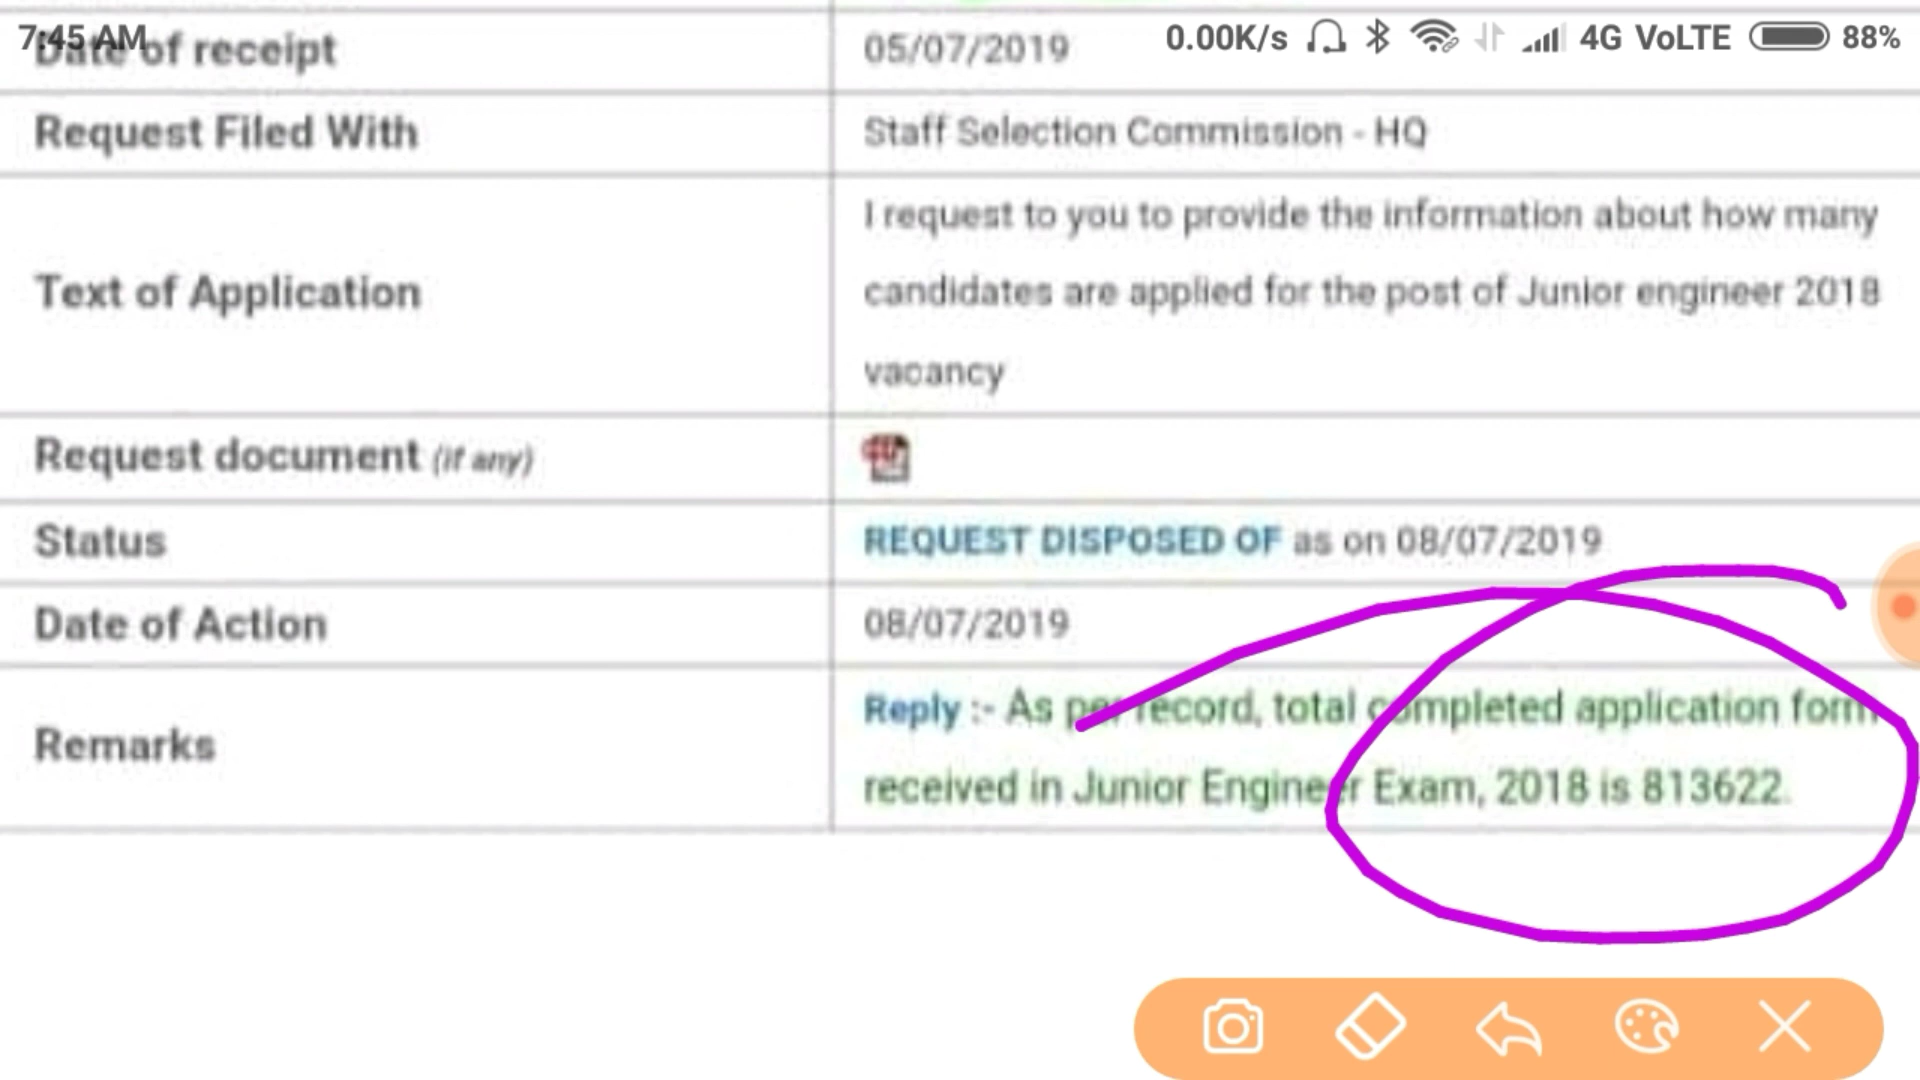 7:45 AM
0.00K/s 4G VoLTE 88%
Date of receipt
05/07/2019
Request Filed With
Staff Selection Commission - HQ
Text of Application
I request to you to provide the information about how many
candidates are applied for the post of Junior engineer 2018
vacancy
Request document (if any)
Status
REQUEST DISPOSED OF as on 08/07/2019
Date of Action
08/07/2019
Remarks
Reply :- As per record, total completed application form
received in Junior Engineer Exam, 2018 is 813622.